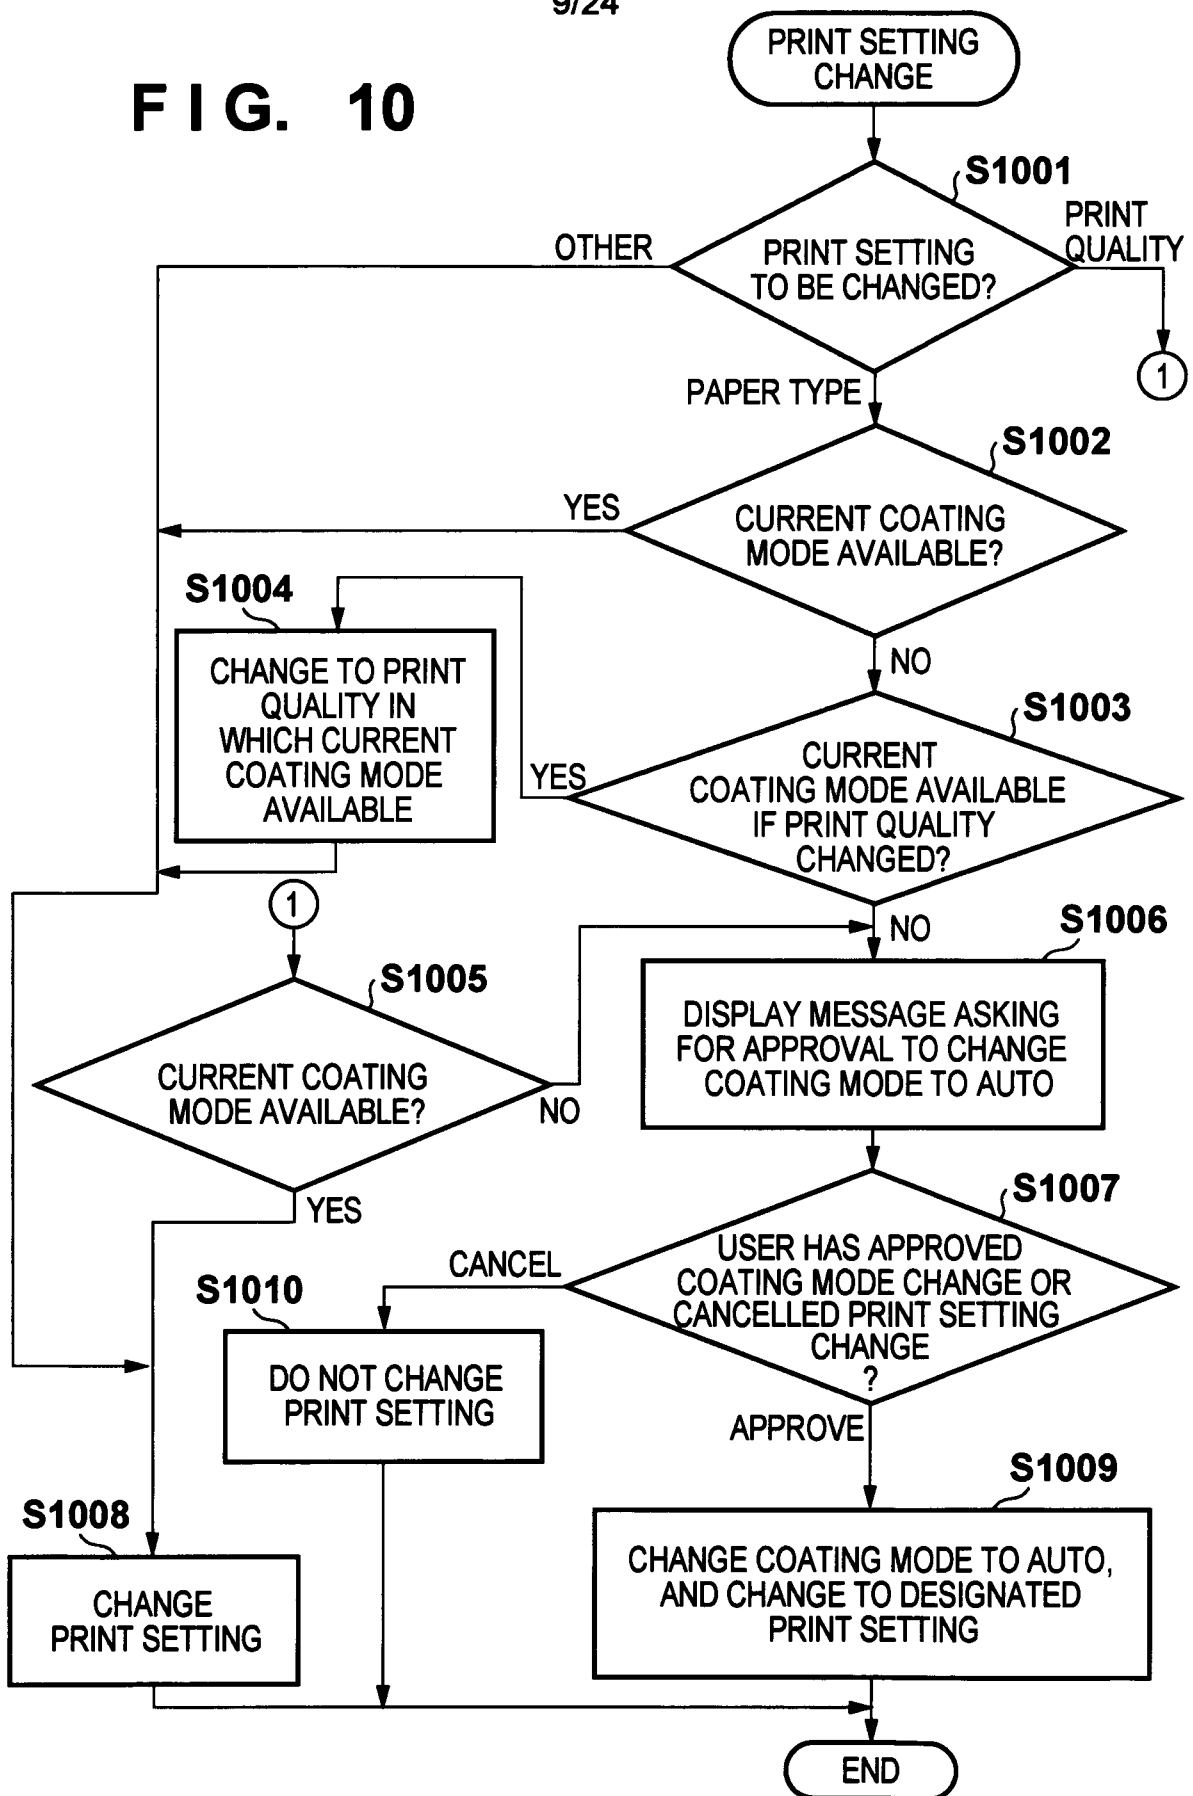 9/24
FIG. 10
PRINT SETTING
CHANGE
S1001
PRINT SETTING
TO BE CHANGED?
OTHER
PRINT
QUALITY
1
PAPER TYPE
S1002
CURRENT COATING
MODE AVAILABLE?
YES
NO
S1004
CHANGE TO PRINT
QUALITY IN
WHICH CURRENT
COATING MODE
AVAILABLE
S1003
CURRENT
COATING MODE AVAILABLE
IF PRINT QUALITY
CHANGED?
YES
NO
1
S1005
CURRENT COATING
MODE AVAILABLE?
NO
YES
S1006
DISPLAY MESSAGE ASKING
FOR APPROVAL TO CHANGE
COATING MODE TO AUTO
S1007
USER HAS APPROVED
COATING MODE CHANGE OR
CANCELLED PRINT SETTING
CHANGE
?
CANCEL
APPROVE
S1010
DO NOT CHANGE
PRINT SETTING
S1009
CHANGE COATING MODE TO AUTO,
AND CHANGE TO DESIGNATED
PRINT SETTING
S1008
CHANGE
PRINT SETTING
END